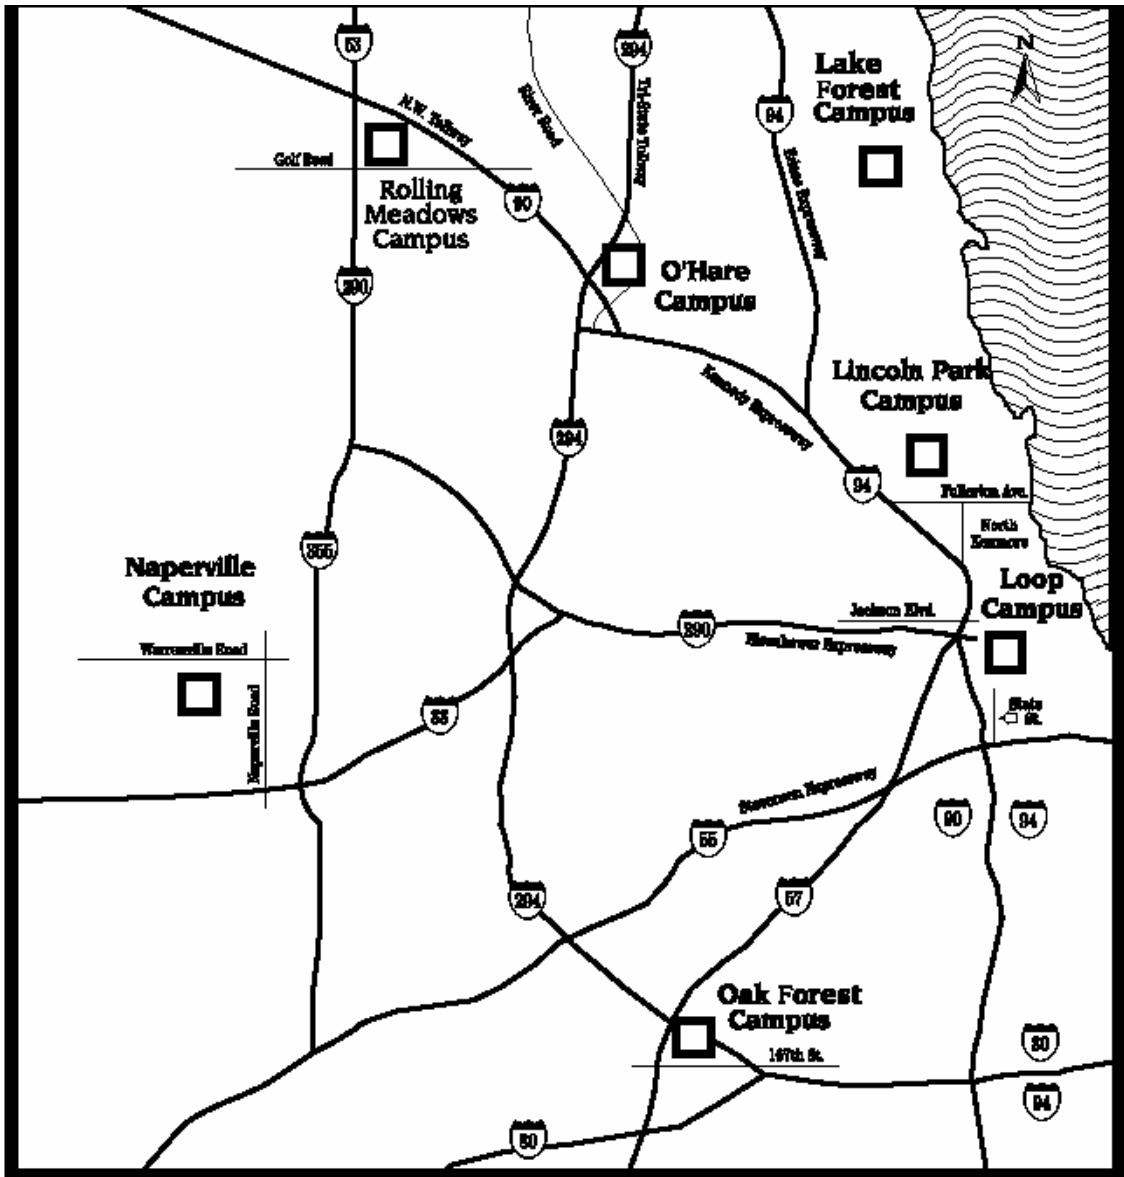 53
294
N
Lake
Forest
Campus
94
N.W. Tollway
River Road
Tri-State Tollway
Golf Road
Edens Expressway
Rolling
Meadows
Campus
90
O'Hare
Campus
290
Kennedy Expressway
Lincoln Park
Campus
294
94
Fullerton Ave.
North
Kenmore
355
Naperville
Campus
Loop
Campus
Jackson Blvd.
290
Eisenhower Expressway
Warrenville Road
Naperville Road
State
St.
Stevenson Expressway
90
94
55
57
294
Oak Forest
Campus
167th St.
80
94
80